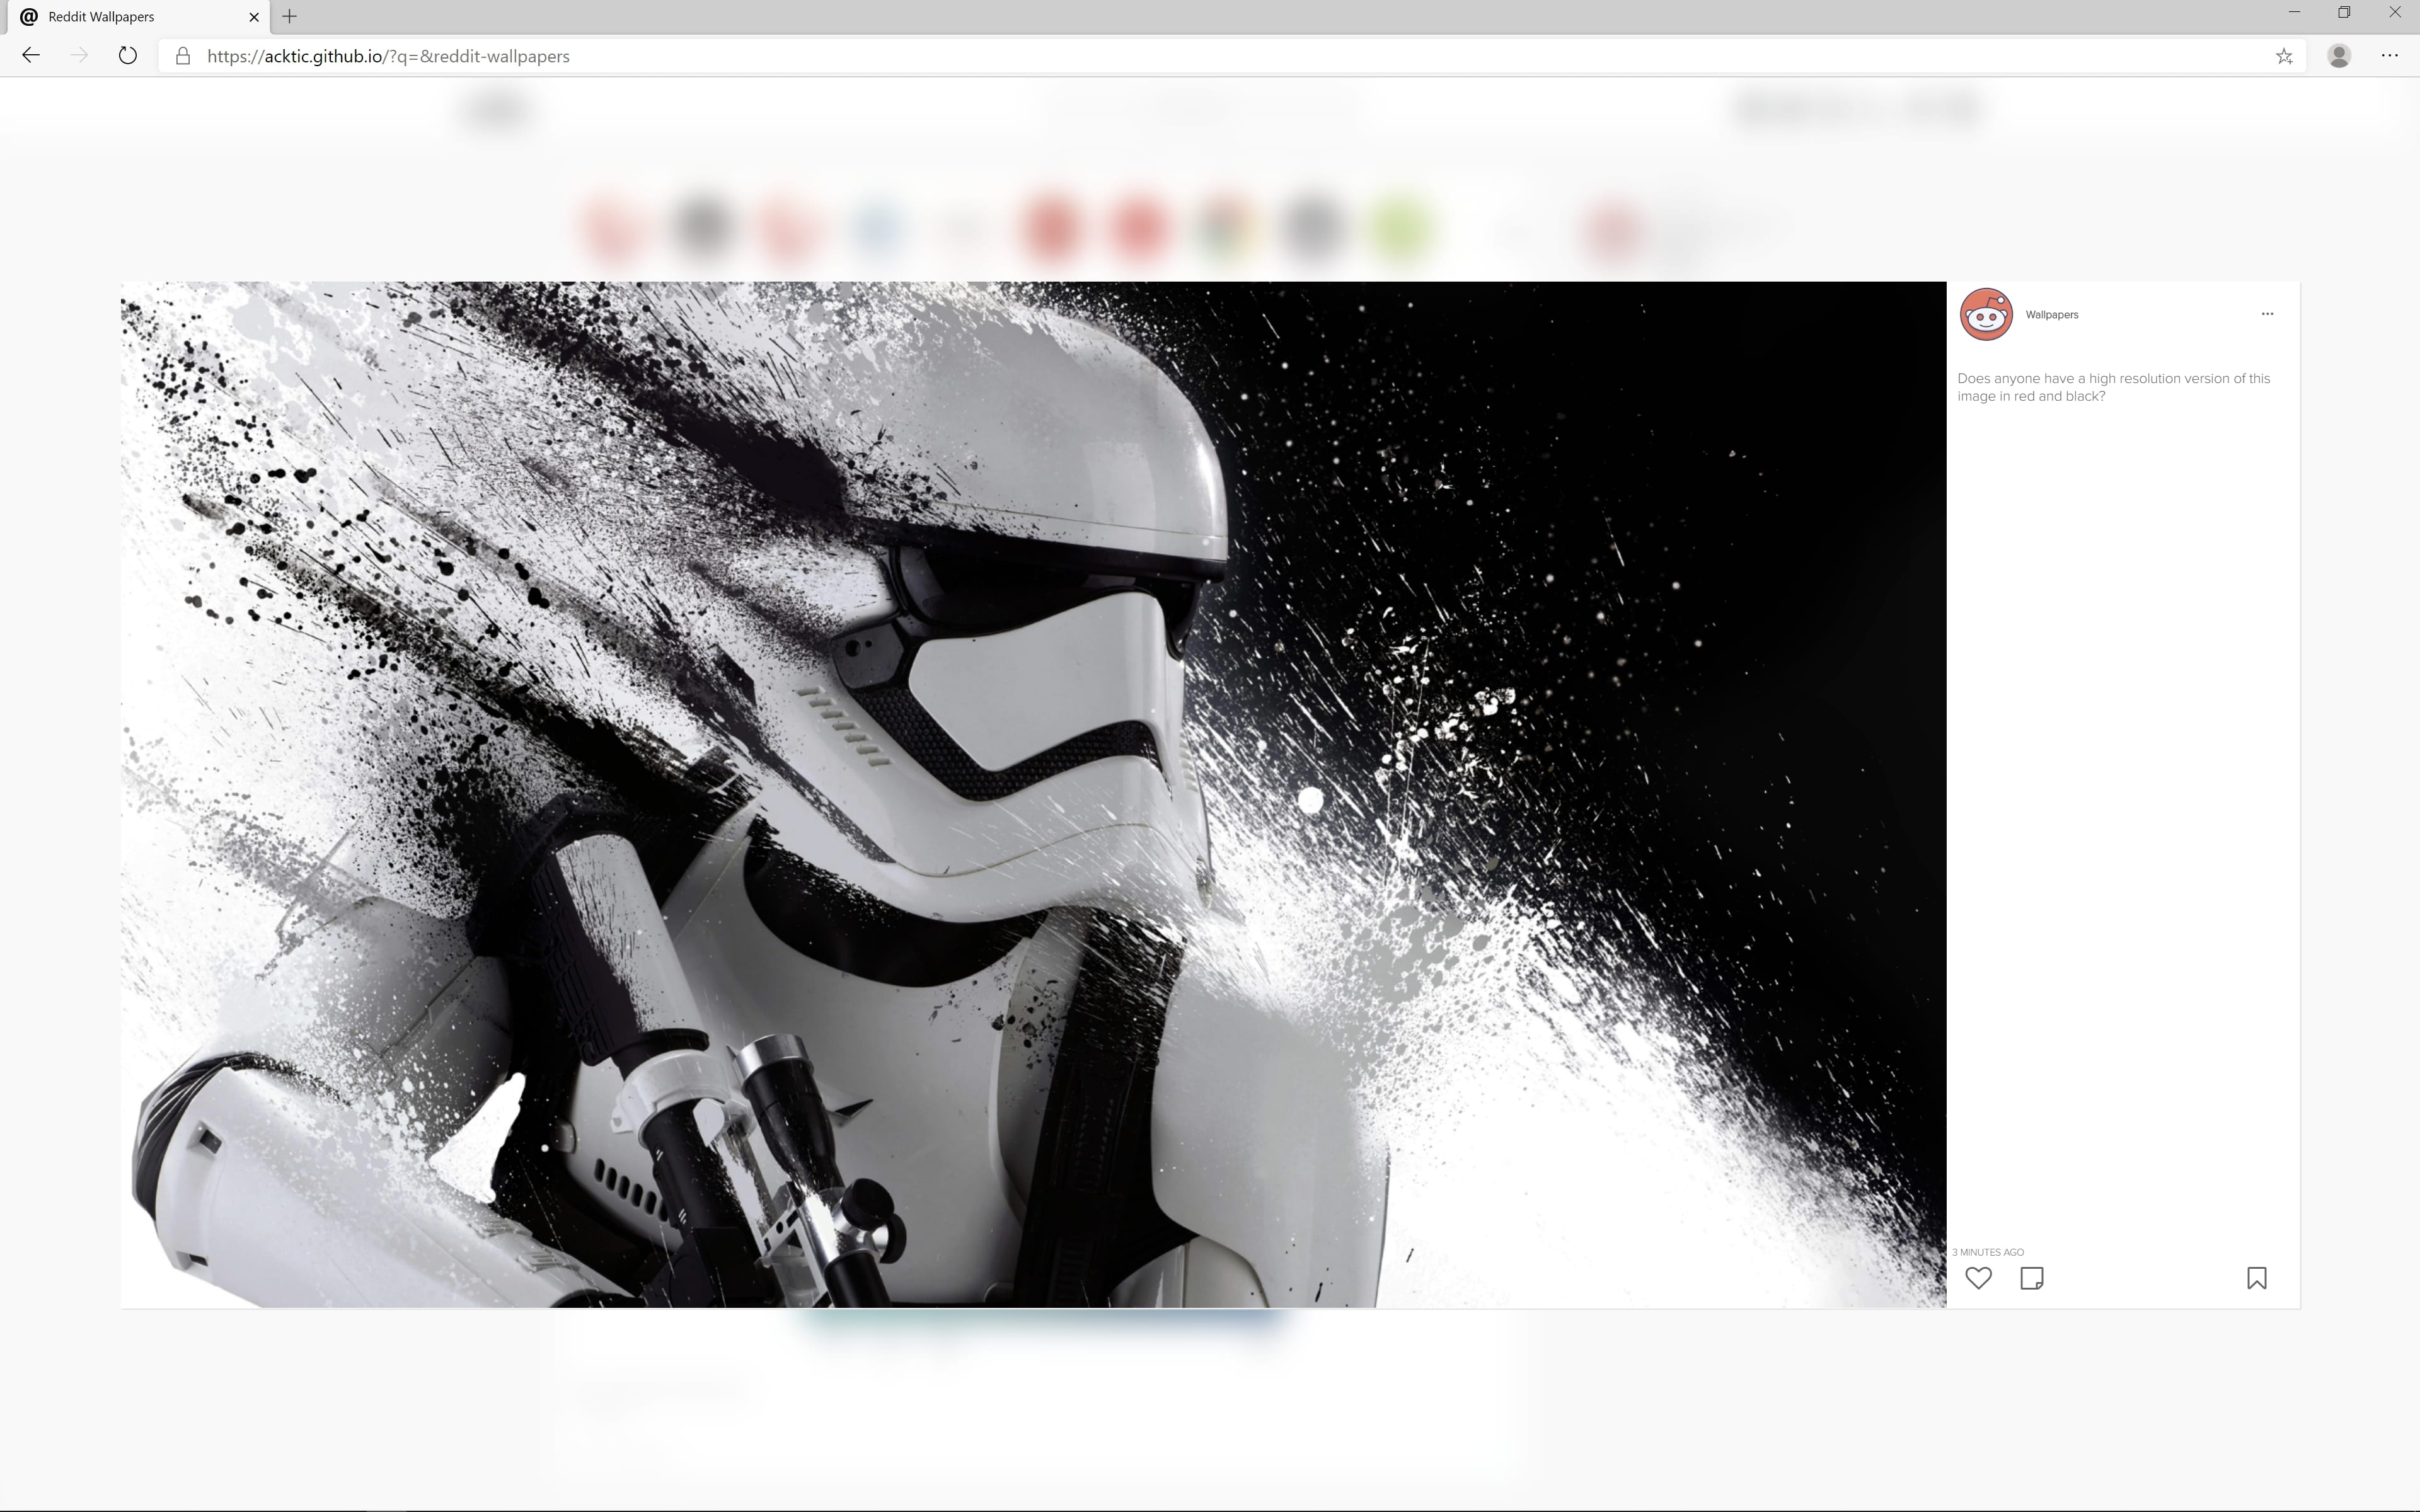 Reddit Wallpapers
https://acktic.github.io/?q=&reddit-wallpapers
Wallpapers
Does anyone have a high resolution version of this
image in red and black?
3 MINUTES AGO